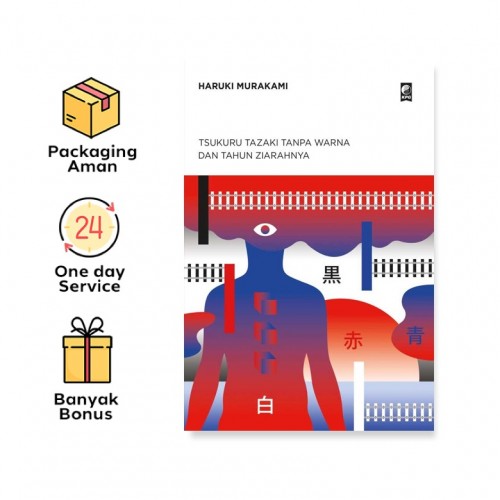 Packaging
Aman
24
One day
Service
Banyak
Bonus
HARUKI MURAKAMI
KPG
TSUKURU TAZAKI TANPA WARNA
DAN TAHUN ZIARAHNYA
黒
赤
青
白